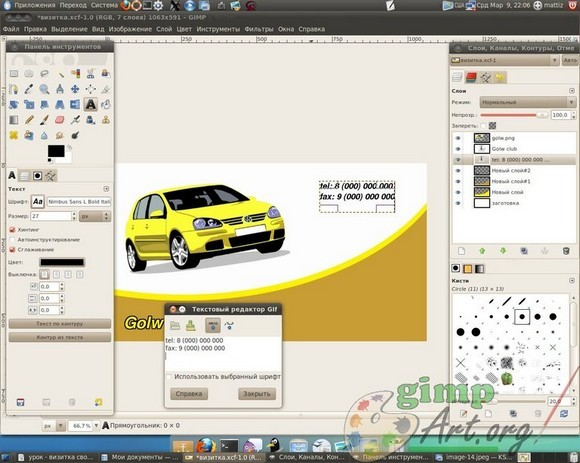 Приложения Переход Система
Срд Мар 9, 22:06 mattiz
*визитка.xcf-1.0 (RGB, 7 слоев) 1063x591 - GIMP
Файл Правка Выделение Вид Изображение Слой Цвет Инструменты Фильтры Окна Справка
Панель инструментов
Слои, Каналы, Контуры, Отме
визитка.xcf-1
Авто
Слои
Режим: Нормальный
Непрозр.: 100,0
Запереть:
golw.png
Golw club
tel: 8 (000) 000 000 ...
Новый слой#2
Новый слой#1
Новый слой
заготовка
Текст
Шрифт: Aa Nimbus Sans L Bold Itali
Размер: 27 px
Хинтинг
Автоинструктирование
Сглаживание
Цвет:
Выключка:
0,0
0,0
0,0
Текст по контуру
Контур из текста
tel: 8 (000) 000 000
fax: 9 (000) 000 000
Golw
Текстовый редактор GIf
tel: 8 (000) 000 000
fax: 9 (000) 000 000
Использовать выбранный шрифт
Справка Закрыть
Кисти
Circle (11) (13 × 13)
20,0
px 66,7% Прямоугольник: 0 × 0
gimp
Art.org
урок - визитка сво... Мои документы - ... *визитка.xcf-1.0 (R... Слои, Каналы, Кон... Панель инструмент... image-14.jpeg — KS...